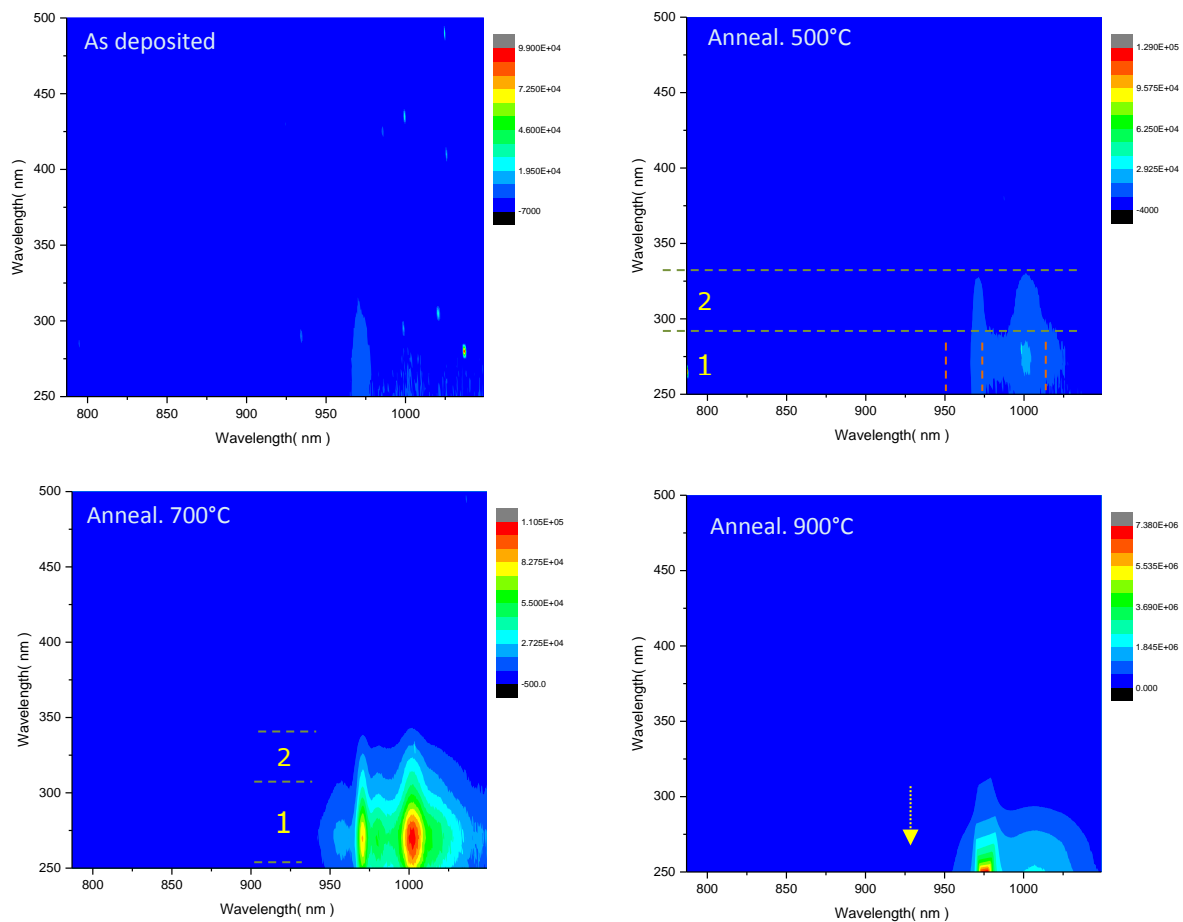 As deposited
500
450
400
350
300
250
Wavelength( nm )
800
850
900
950
1000
Wavelength( nm )
9.900E+04
7.250E+04
4.600E+04
1.950E+04
-7000
Anneal. 500°C
500
450
400
350
300
250
Wavelength( nm )
2
1
800
850
900
950
1000
Wavelength( nm )
1.290E+05
9.575E+04
6.250E+04
2.925E+04
-4000
Anneal. 700°C
500
450
400
350
300
250
Wavelength( nm )
2
1
800
850
900
950
1000
Wavelength( nm )
1.105E+05
8.275E+04
5.500E+04
2.725E+04
-500.0
Anneal. 900°C
500
450
400
350
300
250
Wavelength( nm )
800
850
900
950
1000
Wavelength( nm )
7.380E+06
5.535E+06
3.690E+06
1.845E+06
0.000